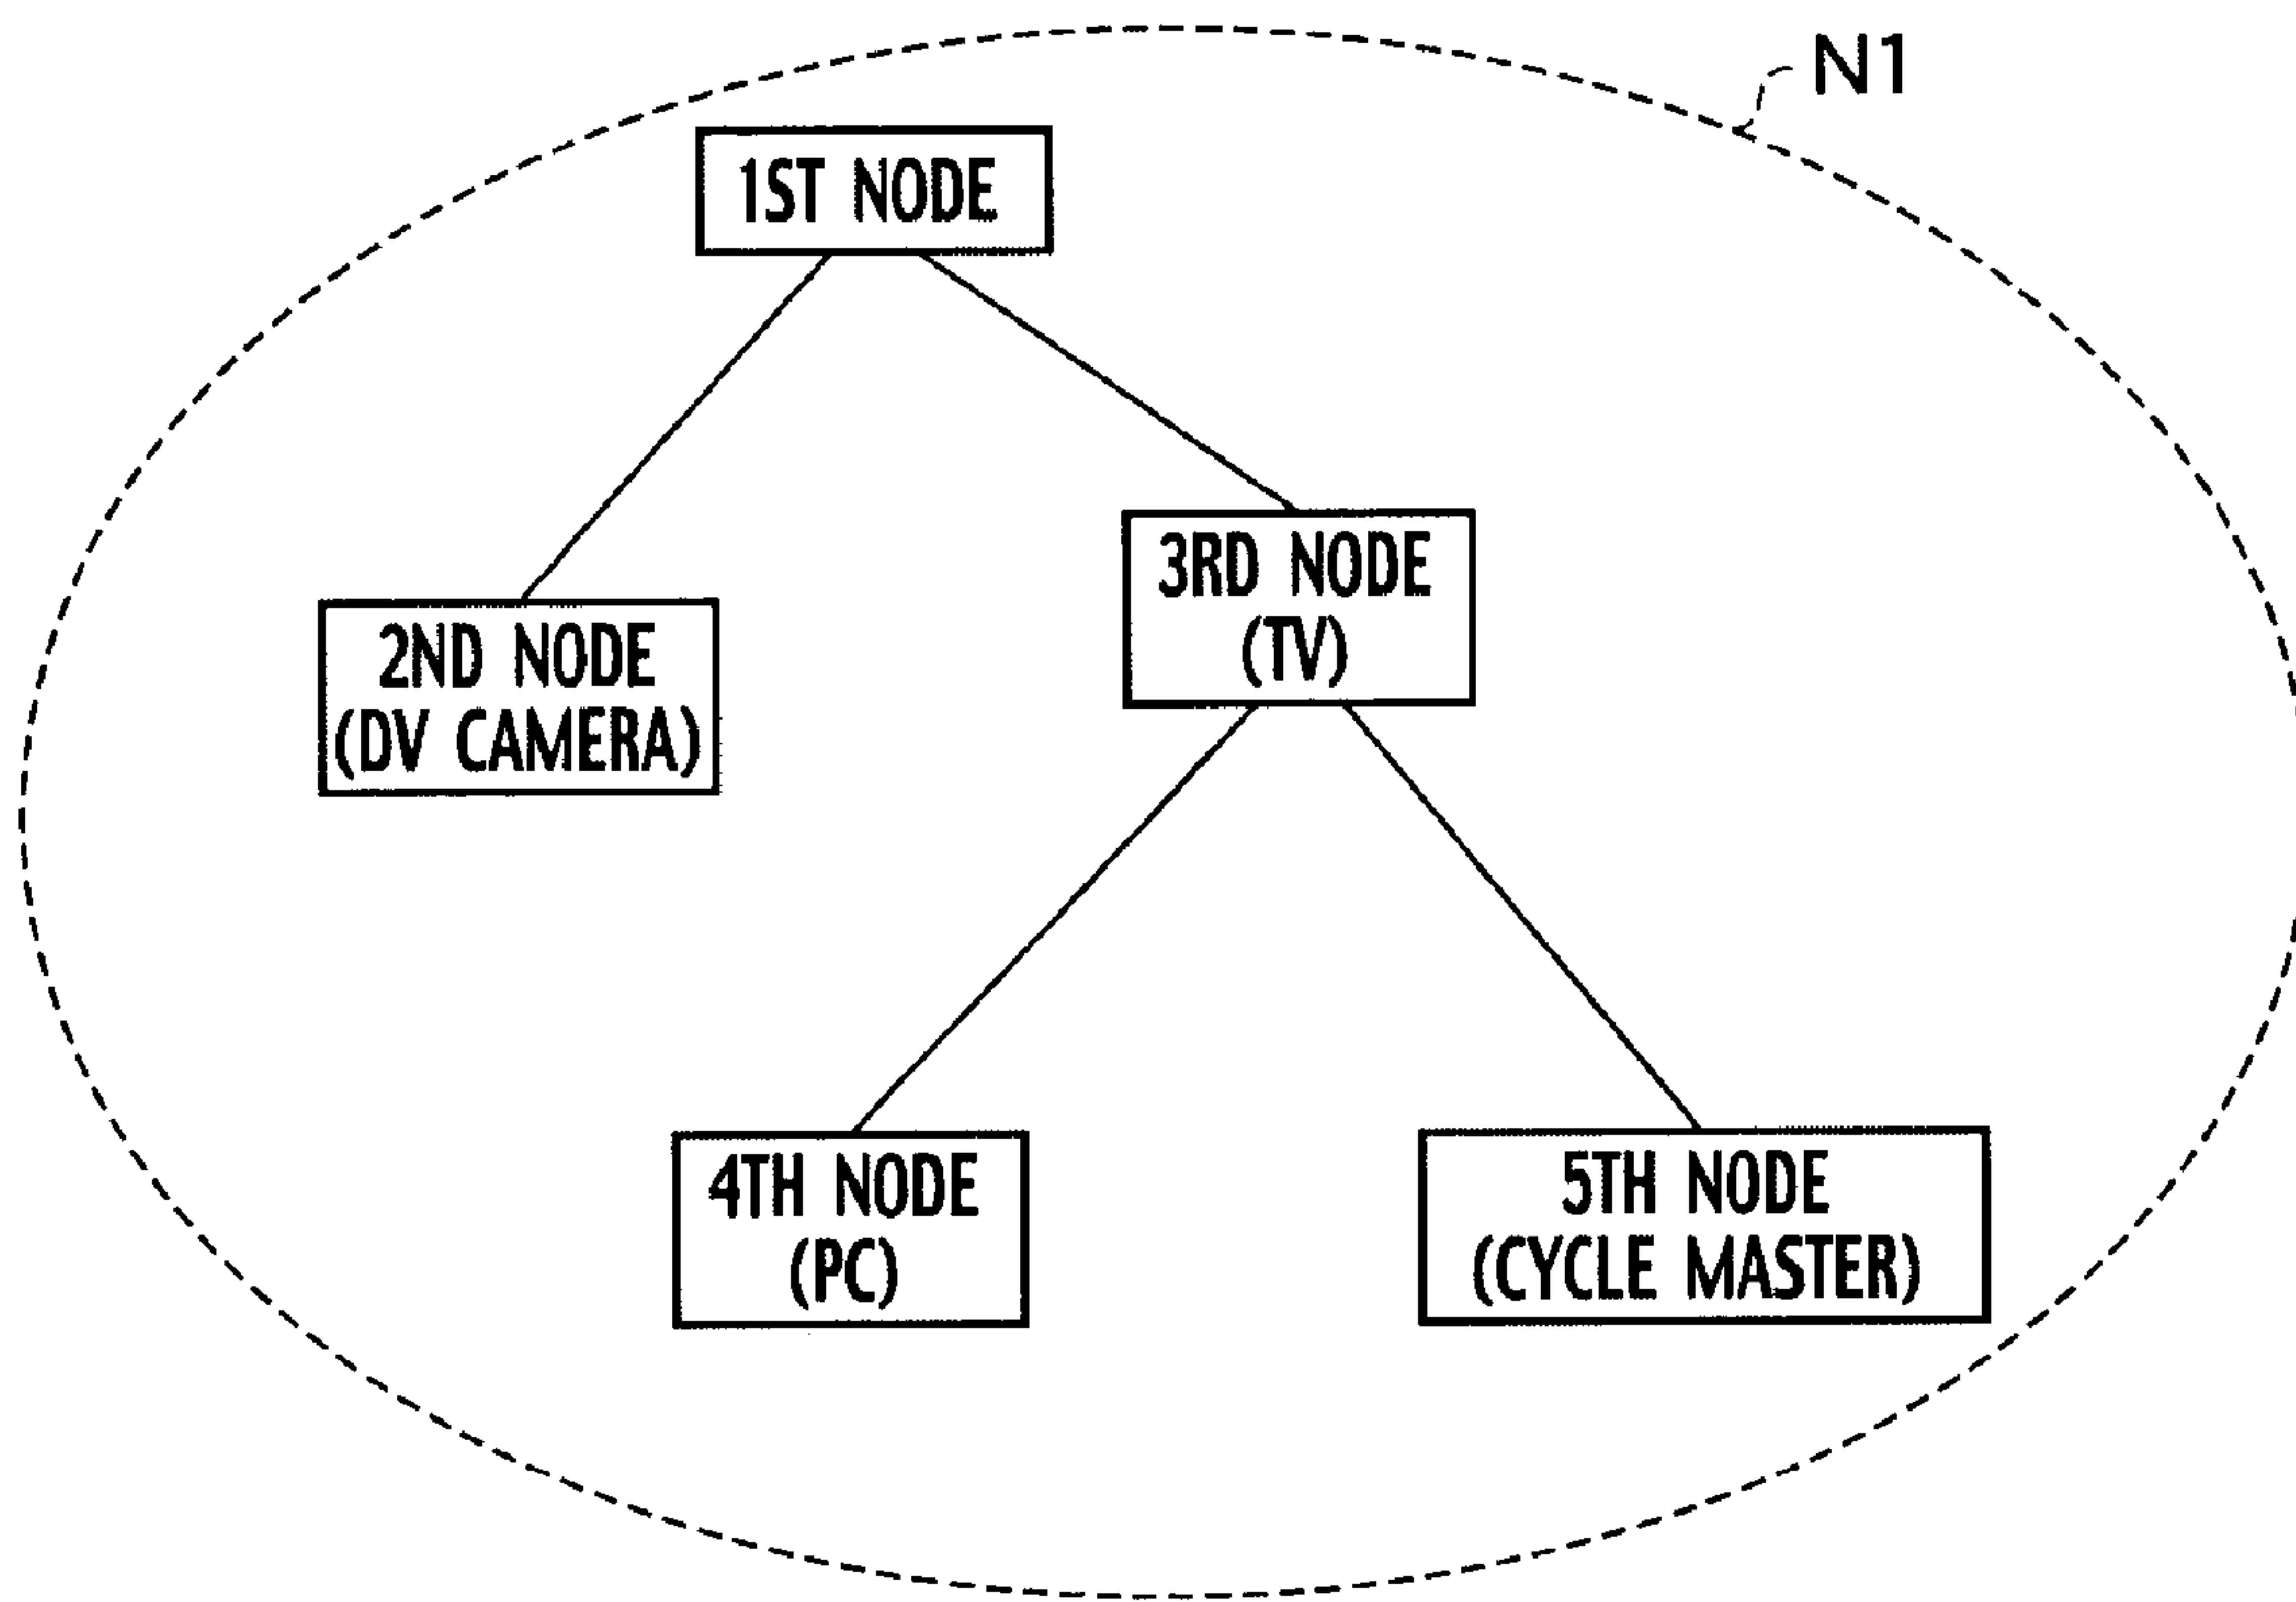 N1
1ST NODE
3RD NODE
(TV)
2ND NODE
(DV CAMERA)
4TH NODE
(PC)
5TH NODE
(CYCLE MASTER)